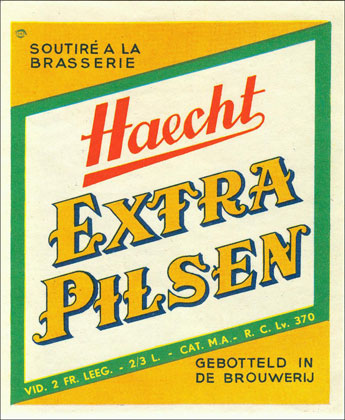 SOUTIRÉ A LA
BRASSERIE
Haecht
EXTRA
PILSEN
VID. 2 FR. LEEG. - 2/3 L. - CAT. M.A. - R. C. Lv. 370
GEBOTTELD IN
DE BROUWERIJ